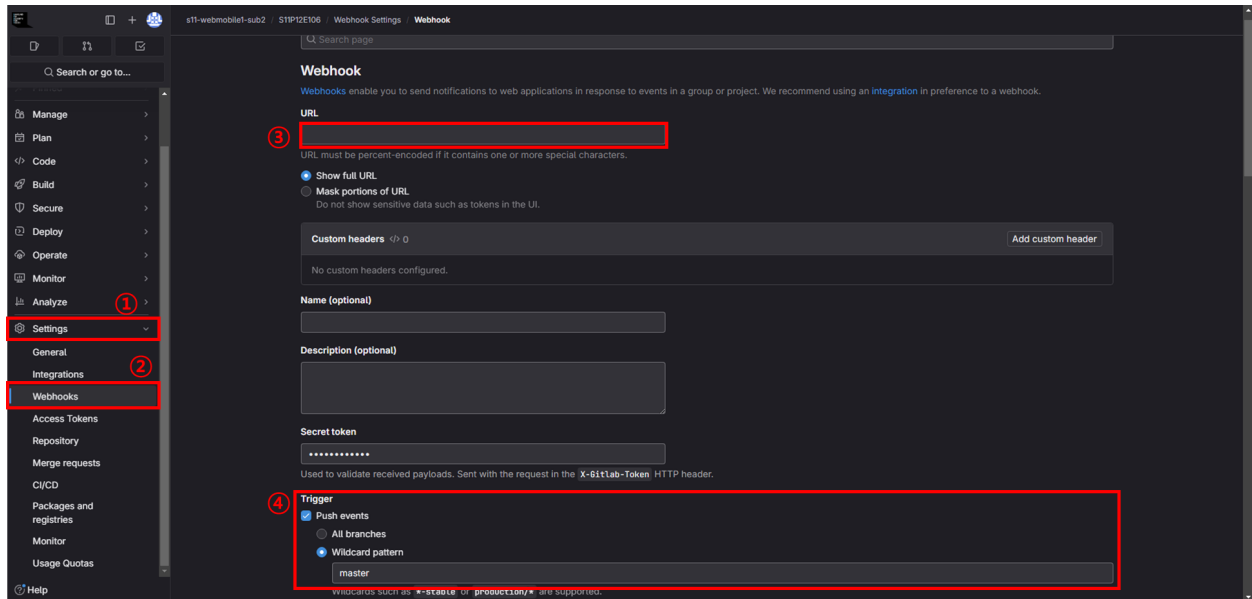 s11-webmobile1-sub2 / S11P12E106 / Webhook Settings / Webhook
Search or go to...
Manage
Plan
Code
Build
Secure
Deploy
Operate
Monitor
Analyze
①
Settings
General
②
Integrations
Webhooks
Access Tokens
Repository
Merge requests
CI/CD
Packages and
registries
Monitor
Usage Quotas
Help
Search page
Webhook
Webhooks enable you to send notifications to web applications in response to events in a group or project. We recommend using an integration in preference to a webhook.
URL
③
URL must be percent-encoded if it contains one or more special characters.
Show full URL
Mask portions of URL
Do not show sensitive data such as tokens in the UI.
Custom headers </> 0
Add custom header
No custom headers configured.
Name (optional)
Description (optional)
Secret token
••••••••••••
Used to validate received payloads. Sent with the request in the X-Gitlab-Token HTTP header.
④
Trigger
Push events
All branches
Wildcard pattern
master
Wildcards such as *-stable or production/* are supported.